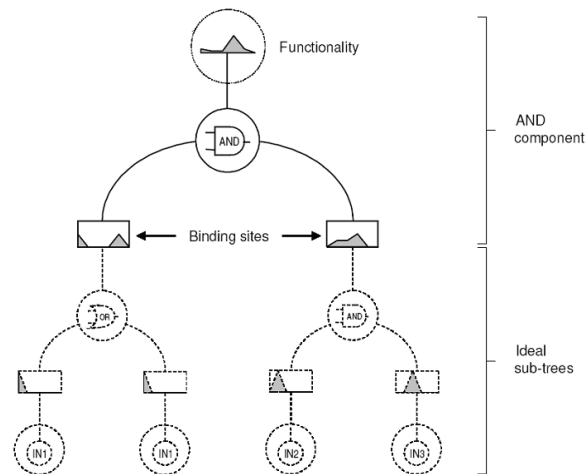 Functionality
AND
AND
component
Binding sites
OR
AND
Ideal
sub-trees
IN1
IN1
IN2
IN3